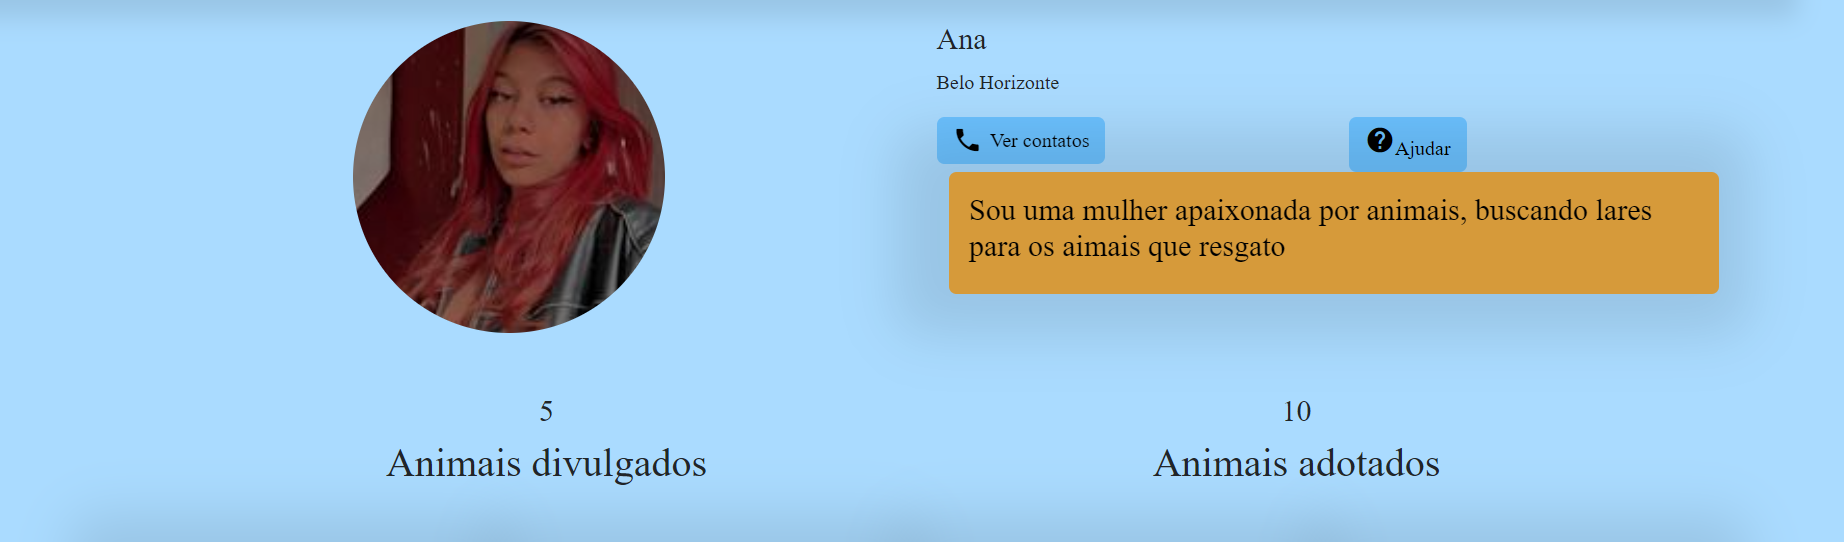 Ana
Belo Horizonte
Ver contatos
Ajudar
Sou uma mulher apaixonada por animais, buscando lares
para os aimais que resgato
5
Animais divulgados
10
Animais adotados